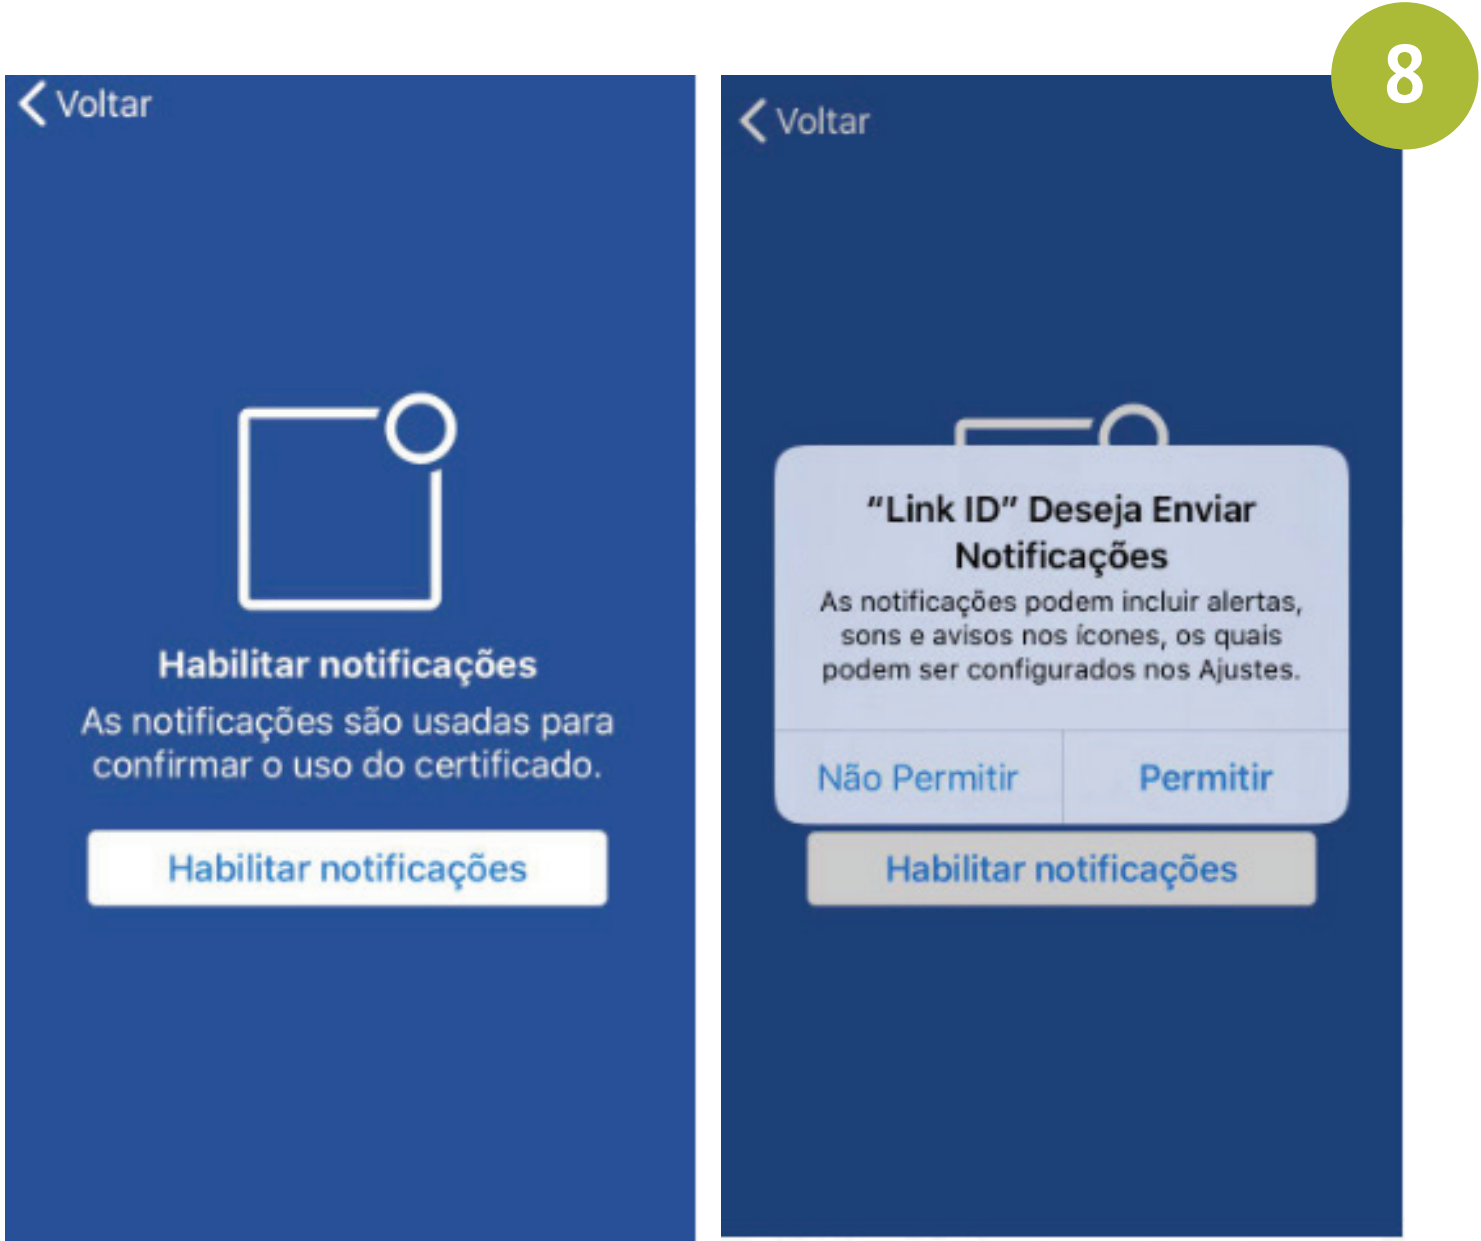 8
Voltar
Habilitar notificações
As notificações são usadas para
confirmar o uso do certificado.
Habilitar notificações
Voltar
“Link ID” Deseja Enviar
Notificações
As notificações podem incluir alertas,
sons e avisos nos ícones, os quais
podem ser configurados nos Ajustes.
Não Permitir
Permitir
Habilitar notificações